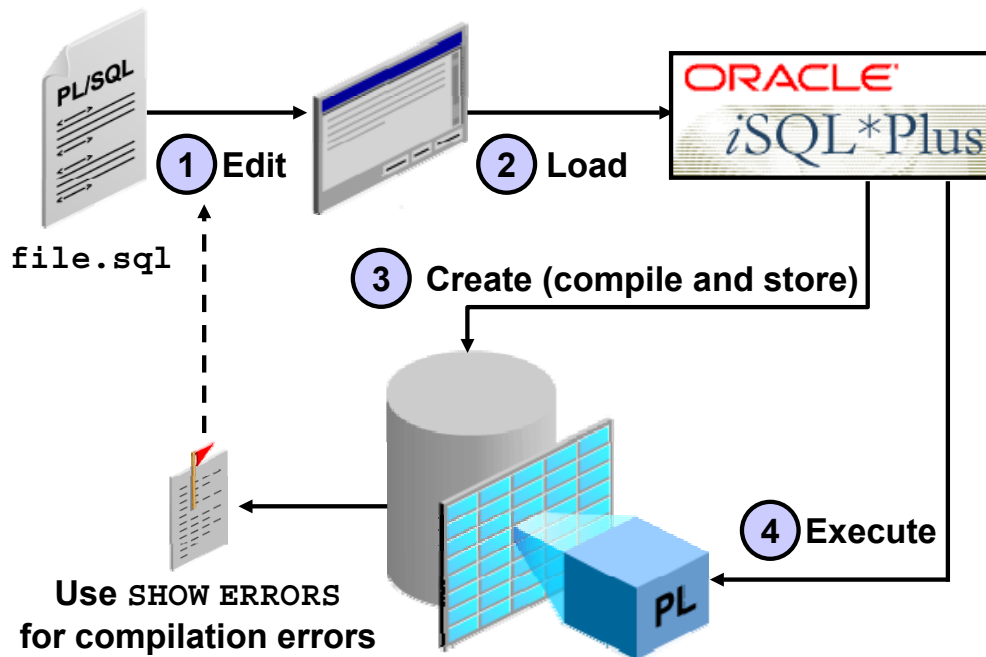 PL/SQL
file.sql
1 Edit
2 Load
ORACLE
iSQL*Plus
3 Create (compile and store)
4 Execute
PL
Use SHOW ERRORS
for compilation errors